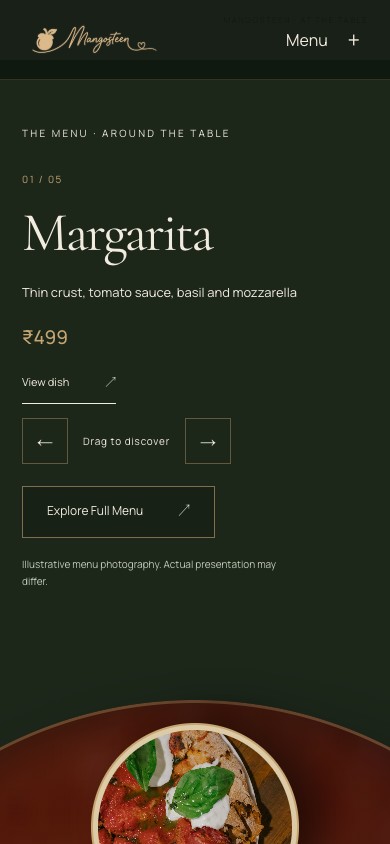 Mangosteen
Menu +
THE MENU · AROUND THE TABLE
01 / 05
Margarita
Thin crust, tomato sauce, basil and mozzarella
₹499
View dish ↗
← Drag to discover →
Explore Full Menu ↗
Illustrative menu photography. Actual presentation may
differ.